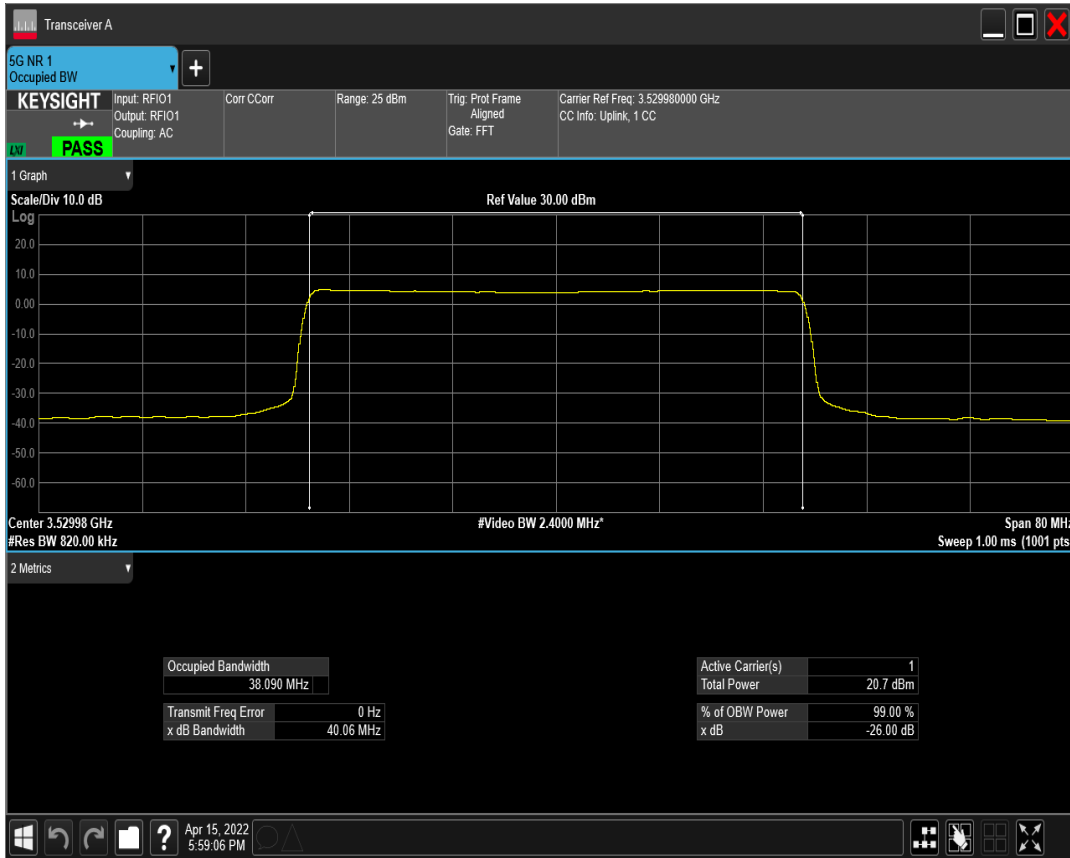 Transceiver A
5G NR 1
Occupied BW
+
KEYSIGHT
LXI
PASS
Input: RFIO1
Output: RFIO1
Coupling: AC
Corr CCorr
Range: 25 dBm
Trig: Prot Frame
Aligned
Gate: FFT
Carrier Ref Freq: 3.529980000 GHz
CC Info: Uplink, 1 CC
1 Graph
Scale/Div 10.0 dB
Ref Value 30.00 dBm
Log
20.0
10.0
0.00
-10.0
-20.0
-30.0
-40.0
-50.0
-60.0
Center 3.52998 GHz
#Video BW 2.4000 MHz*
Span 80 MHz
#Res BW 820.00 kHz
Sweep 1.00 ms (1001 pts
2 Metrics
Occupied Bandwidth
38.090 MHz
Transmit Freq Error 0 Hz
x dB Bandwidth 40.06 MHz
Active Carrier(s) 1
Total Power 20.7 dBm
% of OBW Power 99.00 %
x dB -26.00 dB
?
Apr 15, 2022
5:59:06 PM